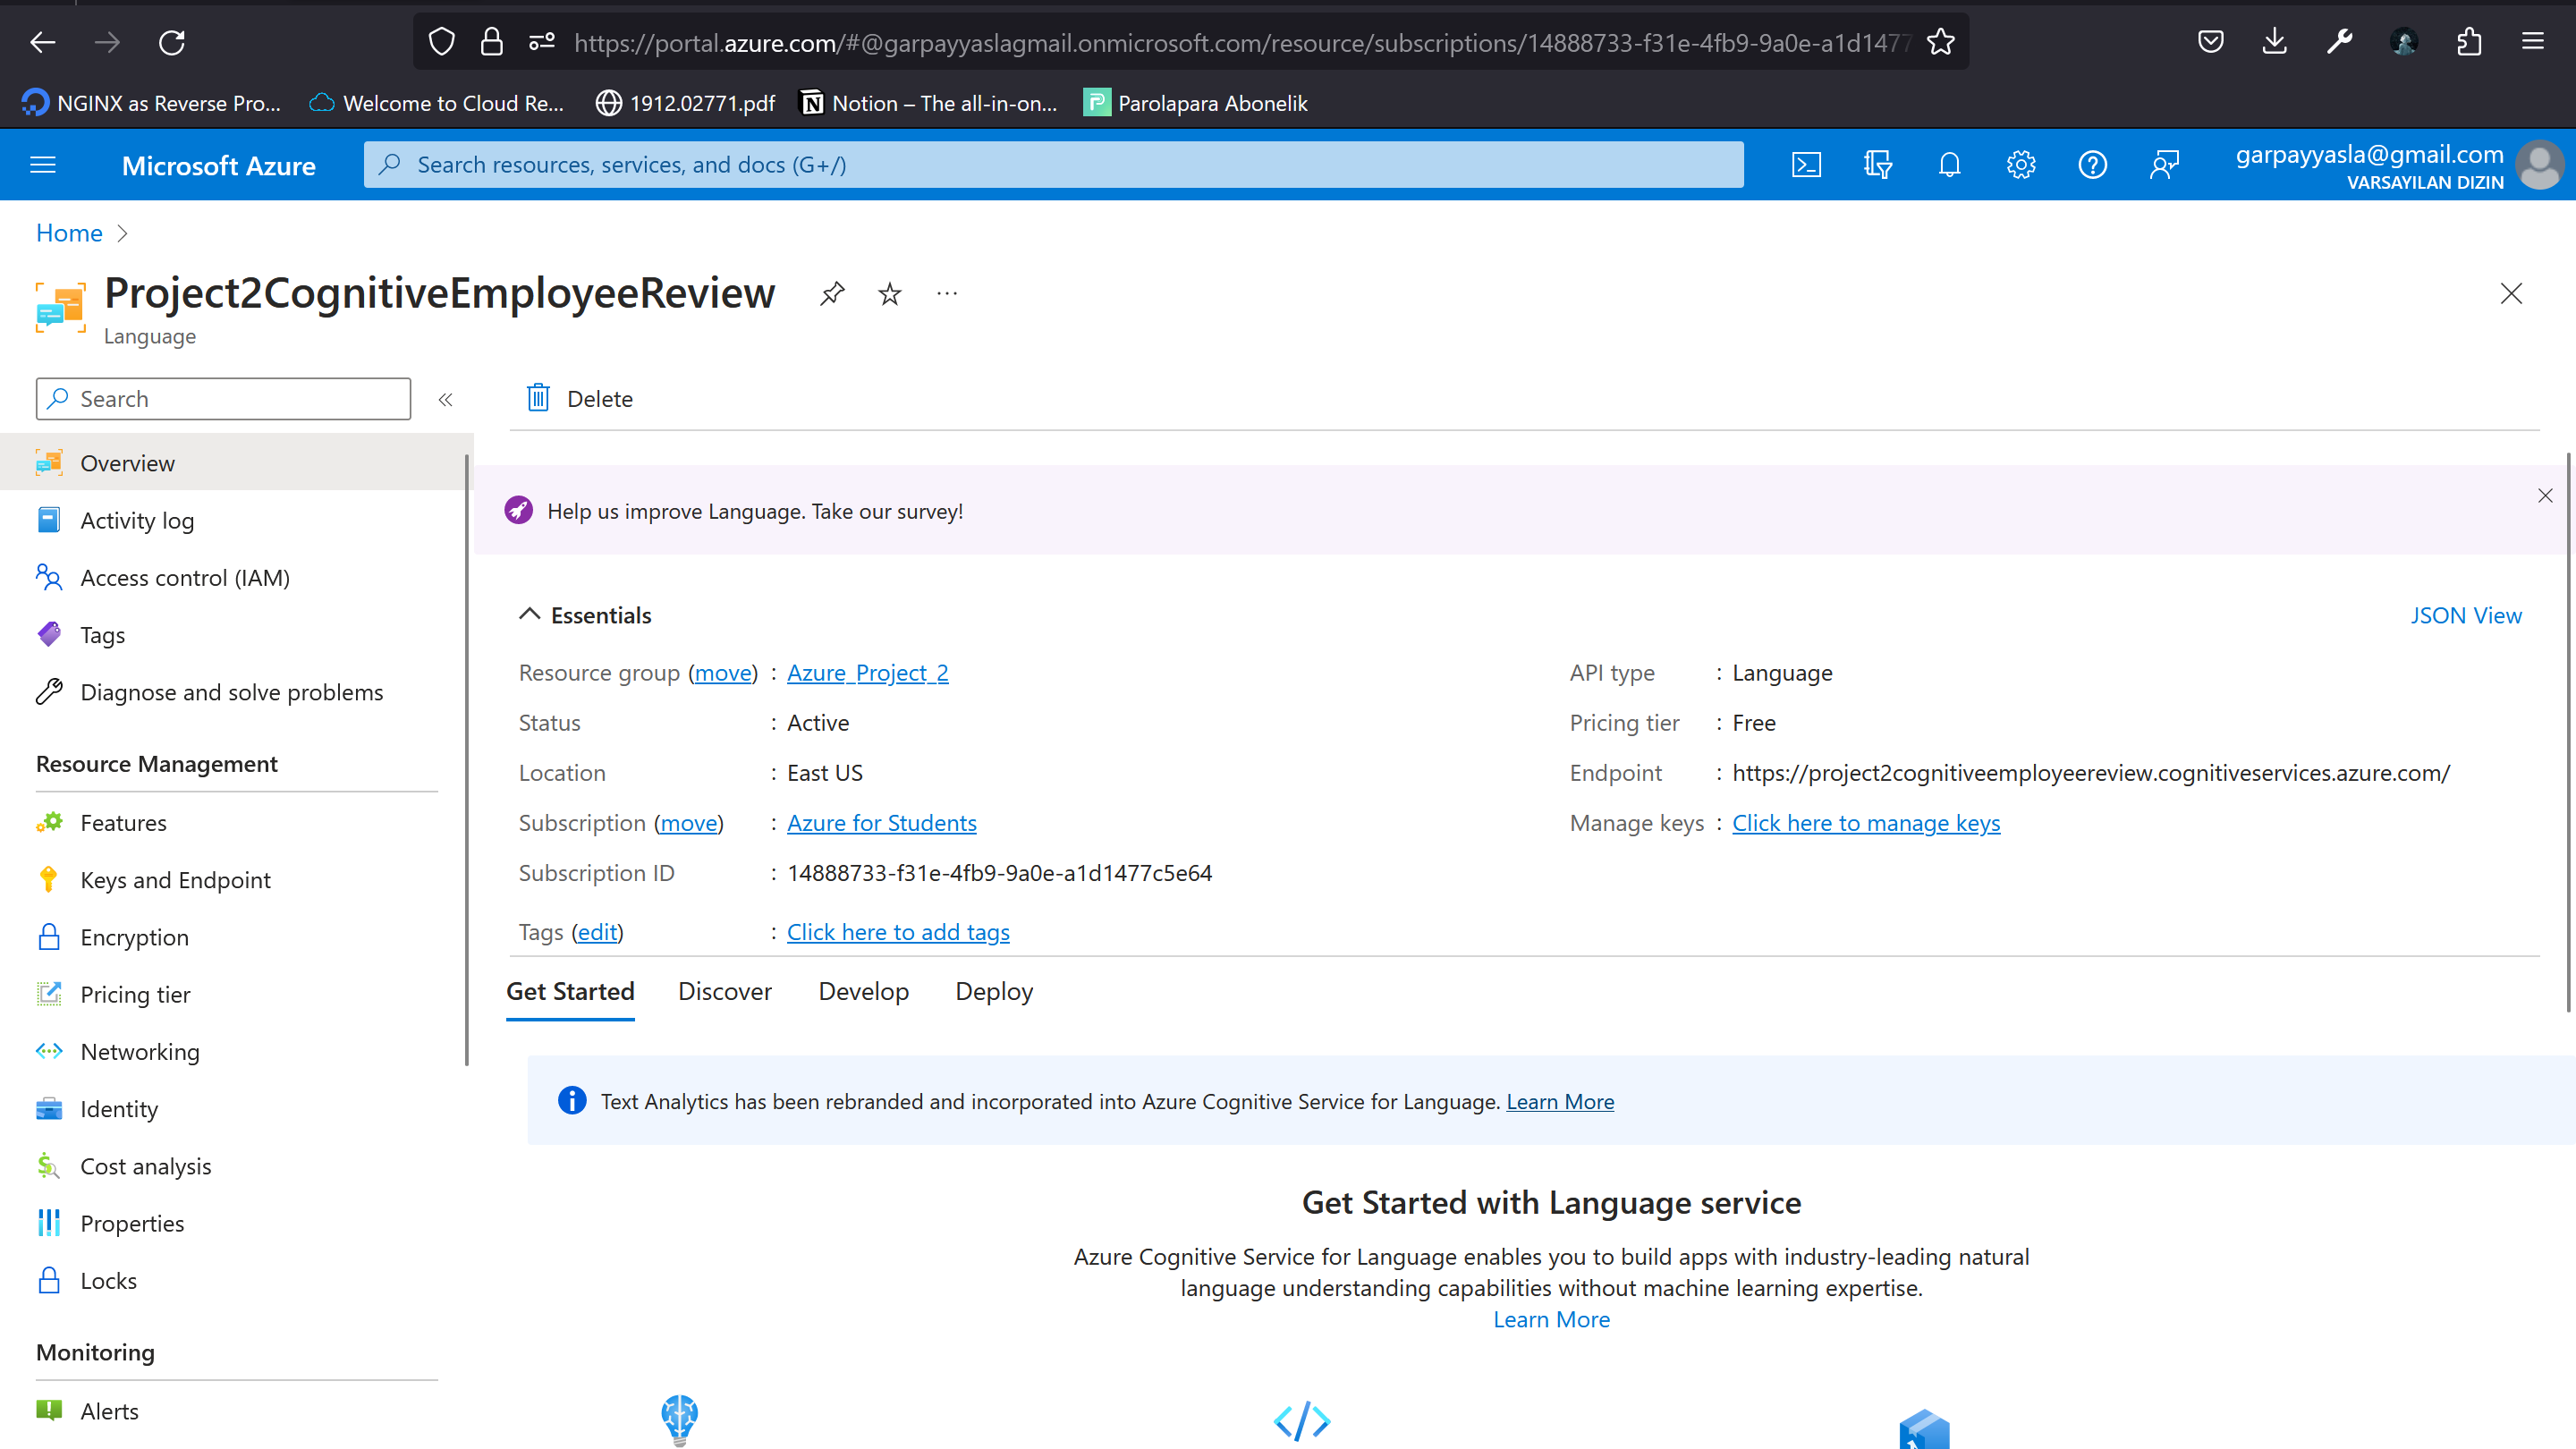 https://portal.azure.com/#@garpayyaslagmail.onmicrosoft.com/resource/subscriptions/14888733-f31e-4fb9-9a0e-a1d1477
NGINX as Reverse Pro...
Welcome to Cloud Re...
1912.02771.pdf
Notion – The all-in-on...
Parolapara Abonelik
Microsoft Azure
Search resources, services, and docs (G+/)
garpayyasla@gmail.com
VARSAYILAN DIZIN
Home
Project2CognitiveEmployeeReview
Language
Search
Delete
Overview
Activity log
Access control (IAM)
Tags
Diagnose and solve problems
Resource Management
Features
Keys and Endpoint
Encryption
Pricing tier
Networking
Identity
Cost analysis
Properties
Locks
Monitoring
Alerts
Help us improve Language. Take our survey!
Essentials
JSON View
Resource group (move) : Azure_Project_2
Status : Active
Location : East US
Subscription (move) : Azure for Students
Subscription ID : 14888733-f31e-4fb9-9a0e-a1d1477c5e64
Tags (edit) : Click here to add tags
API type : Language
Pricing tier : Free
Endpoint : https://project2cognitiveemployeereview.cognitiveservices.azure.com/
Manage keys : Click here to manage keys
Get Started
Discover
Develop
Deploy
Text Analytics has been rebranded and incorporated into Azure Cognitive Service for Language. Learn More
Get Started with Language service
Azure Cognitive Service for Language enables you to build apps with industry-leading natural
language understanding capabilities without machine learning expertise.
Learn More